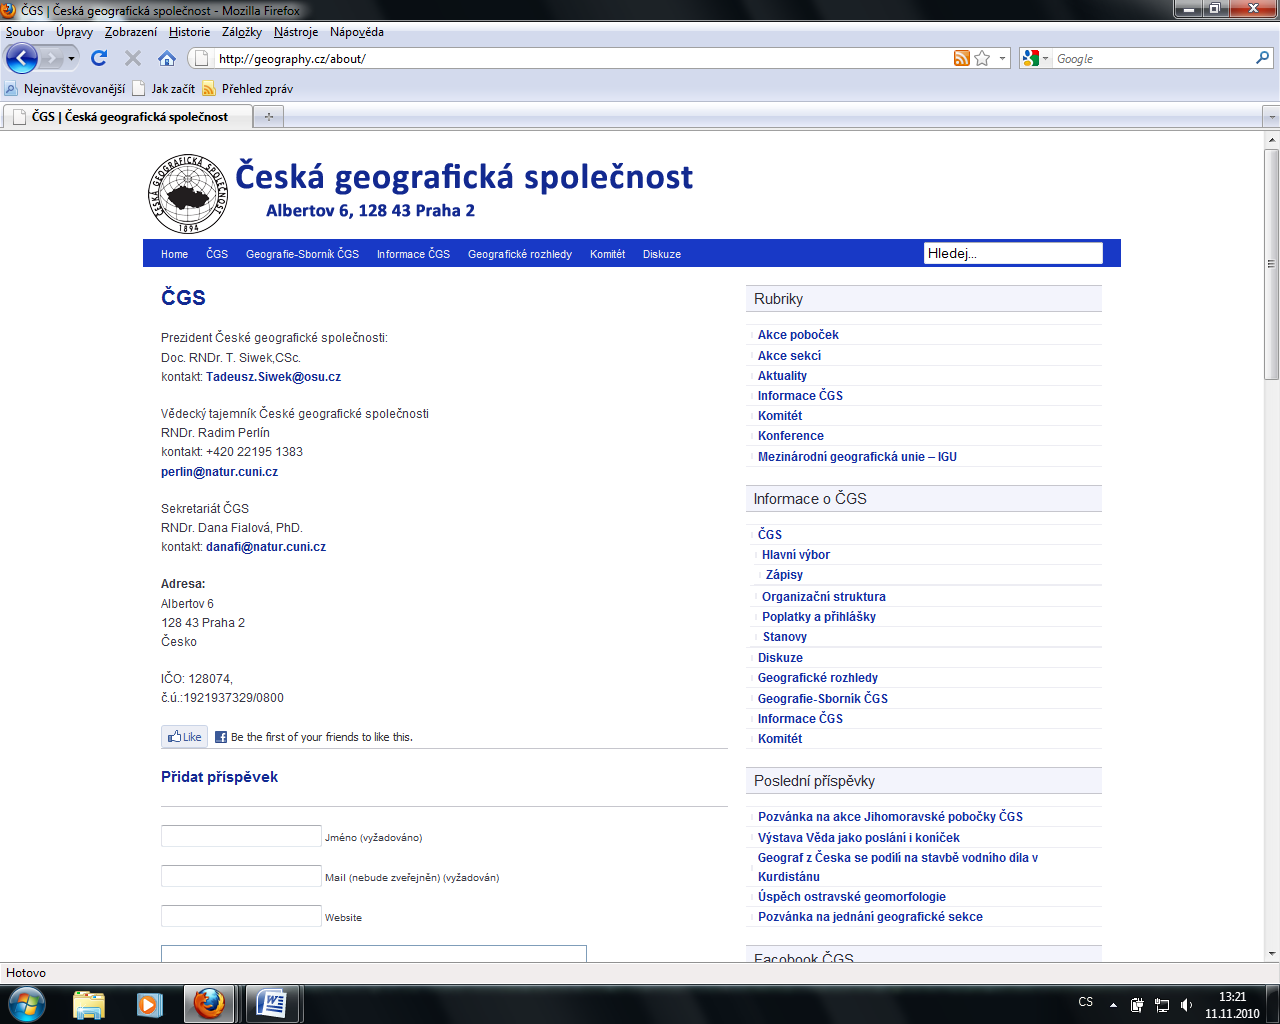 ČGS | Česká geografická společnost - Mozilla Firefox
Soubor Úpravy Zobrazení Historie Záložky Nástroje Nápověda
http://geography.cz/about/
Google
Nejnavštěvovanější Jak začít Přehled zpráv
ČGS | Česká geografická společnost
ČESKÁ GEOGRAFICKÁ SPOLEČNOST
1894
Česká geografická společnost
Albertov 6, 128 43 Praha 2
Home ČGS Geografie-Sborník ČGS Informace ČGS Geografické rozhledy Komitét Diskuze
Hledej...
ČGS
Prezident České geografické společnosti:
Doc. RNDr. T. Siwek,CSc.
kontakt: Tadeusz.Siwek@osu.cz
Vědecký tajemník České geografické společnosti
RNDr. Radim Perlín
kontakt: +420 22195 1383
perlin@natur.cuni.cz
Sekretariát ČGS
RNDr. Dana Fialová, PhD.
kontakt: danafi@natur.cuni.cz
Adresa:
Albertov 6
128 43 Praha 2
Česko
IČO: 128074,
č.ú.:1921937329/0800
Like Be the first of your friends to like this.
Přidat příspěvek
Jméno (vyžadováno)
Mail (nebude zveřejněn) (vyžadován)
Website
Rubriky
Akce poboček
Akce sekcí
Aktuality
Informace ČGS
Komitét
Konference
Mezinárodní geografická unie – IGU
Informace o ČGS
ČGS
Hlavní výbor
Zápisy
Organizační struktura
Poplatky a přihlášky
Stanovy
Diskuze
Geografické rozhledy
Geografie-Sborník ČGS
Informace ČGS
Komitét
Poslední příspěvky
Pozvánka na akce Jihomoravské pobočky ČGS
Výstava Věda jako poslání i koníček
Geograf z Česka se podílí na stavbě vodního díla v
Kurdistánu
Úspěch ostravské geomorfologie
Pozvánka na jednání geografické sekce
Facebook ČGS
Hotovo
CS
13:21
11.11.2010